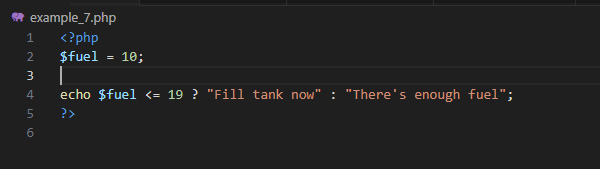 example_7.php
1 <?php
2 $fuel = 10;
3
4 echo $fuel <= 19 ? "Fill tank now" : "There's enough fuel";
5 ?>
6